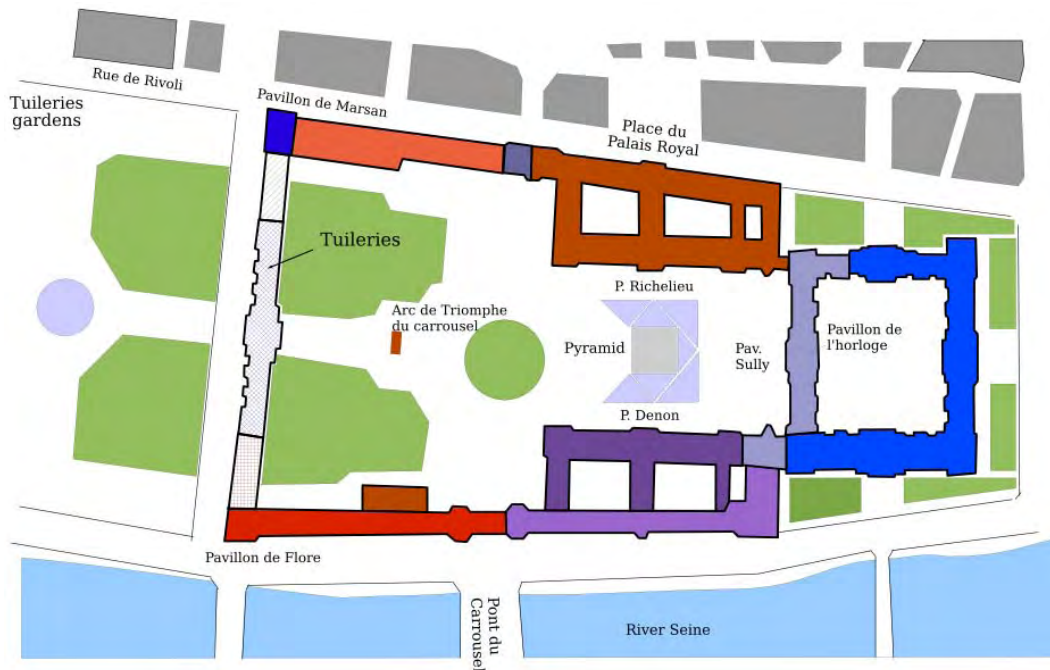 Rue de Rivoli
Tuileries
gardens
Pavillon de Marsan
Place du
Palais Royal
Tuileries
P. Richelieu
Arc de Triomphe
du carrousel
Pyramid
Pav.
Sully
Pavillon de
l'horloge
P. Denon
Pavillon de Flore
Pont du
Carrousel
River Seine